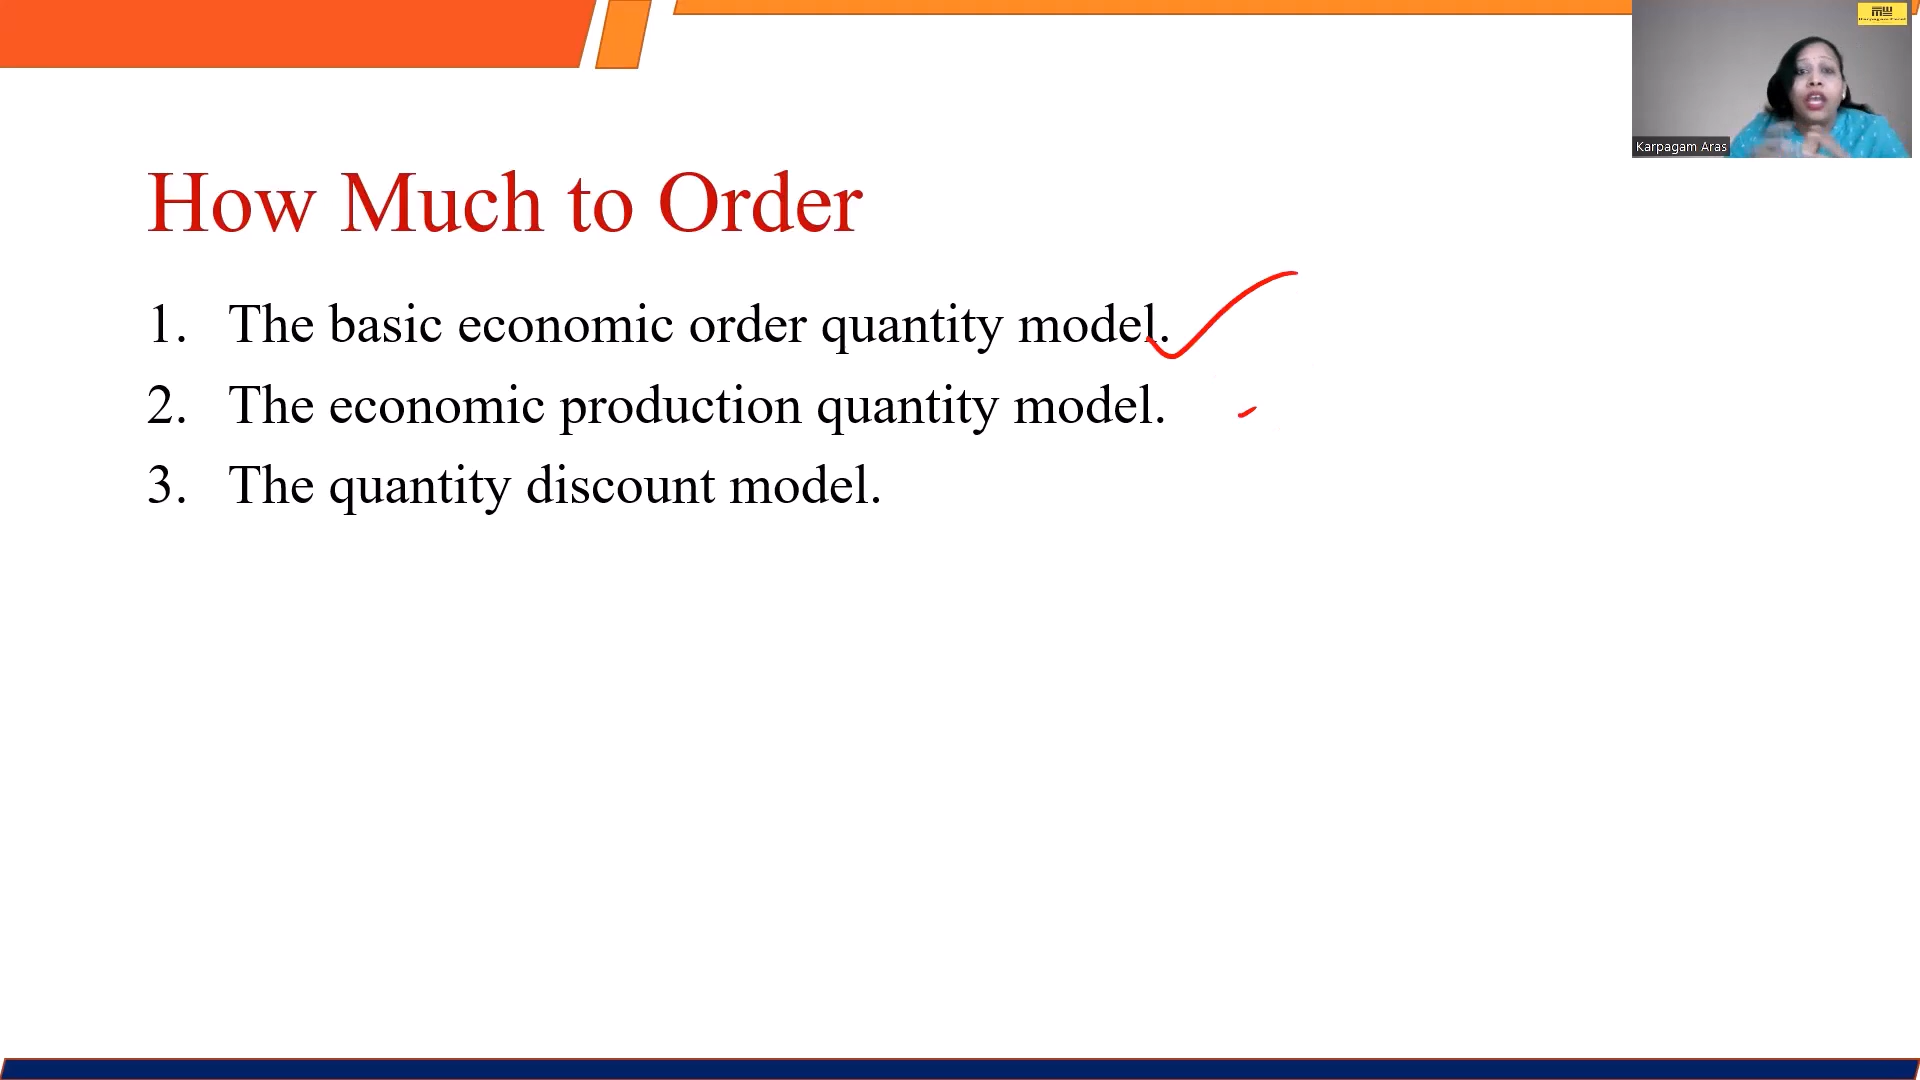 Karpagam Aras
How Much to Order
1. The basic economic order quantity model.
2. The economic production quantity model.
3. The quantity discount model.